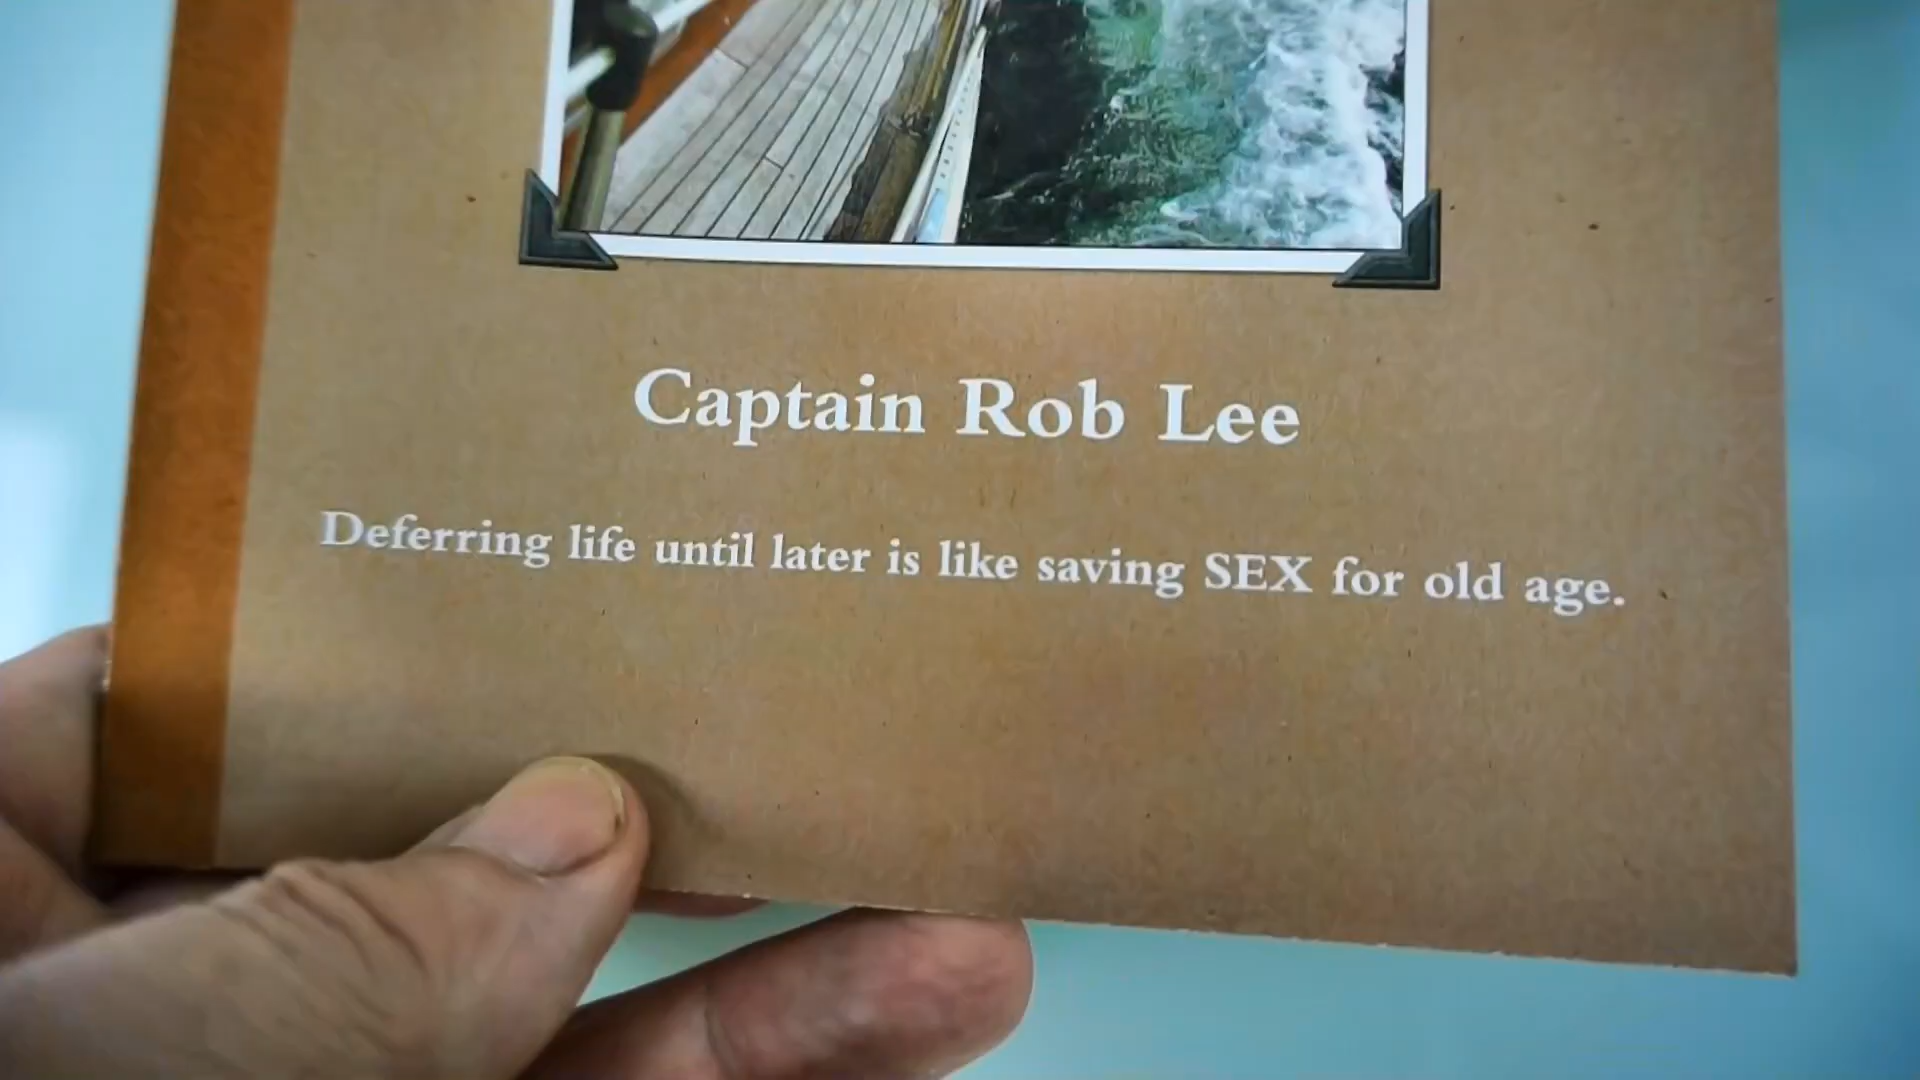 Captain Rob Lee
Deferring life until later is like saving SEX for old age.